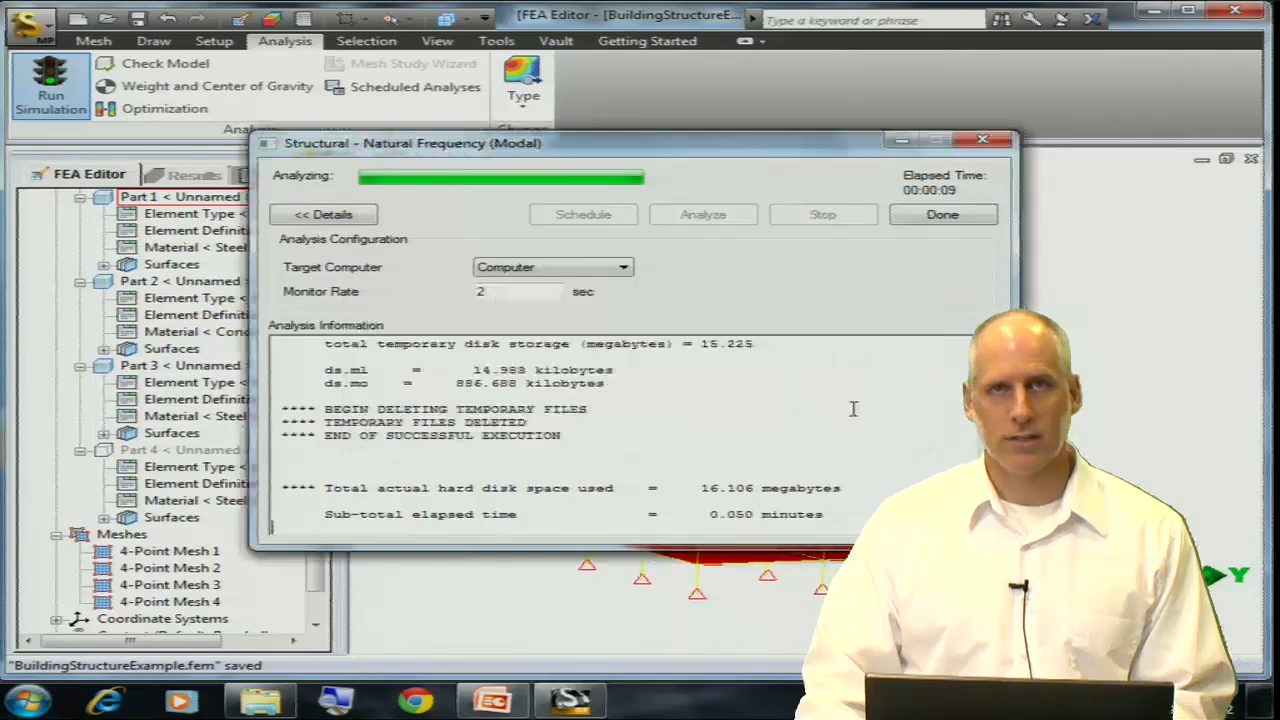 [FEA Editor - [BuildingStructureE...
Type a keyword or phrase
MP
Mesh
Draw
Setup
Analysis
Selection
View
Tools
Vault
Getting Started
Run
Simulation
Check Model
Weight and Center of Gravity
Optimization
Mesh Study Wizard
Scheduled Analyses
Type
FEA Editor
Results
Part 1 < Unnamed
Element Type <
Element Definit
Material < Steel
Surfaces
Part 2 < Unnamed
Element Type <
Element Definit
Material < Con
Surfaces
Part 3 < Unnamed
Element Type <
Element Definit
Material < Steel
Surfaces
Part 4 < Unnamed
Element Type <
Element Definit
Material < Steel
Surfaces
Meshes
4-Point Mesh 1
4-Point Mesh 2
4-Point Mesh 3
4-Point Mesh 4
Coordinate Systems
"BuildingStructureExample.fem" saved
Structural - Natural Frequency (Modal)
Analyzing:
Elapsed Time:
00:00:09
<< Details
Schedule
Analyze
Stop
Done
Analysis Configuration
Target Computer
Computer
Monitor Rate
2
sec
Analysis Information
total temporary disk storage (megabytes) = 15.225
ds.ml = 14.983 kilobytes
ds.mo = 886.688 kilobytes
**** BEGIN DELETING TEMPORARY FILES
**** TEMPORARY FILES DELETED
**** END OF SUCCESSFUL EXECUTION
**** Total actual hard disk space used = 16.106 megabytes
Sub-total elapsed time = 0.050 minutes
Y